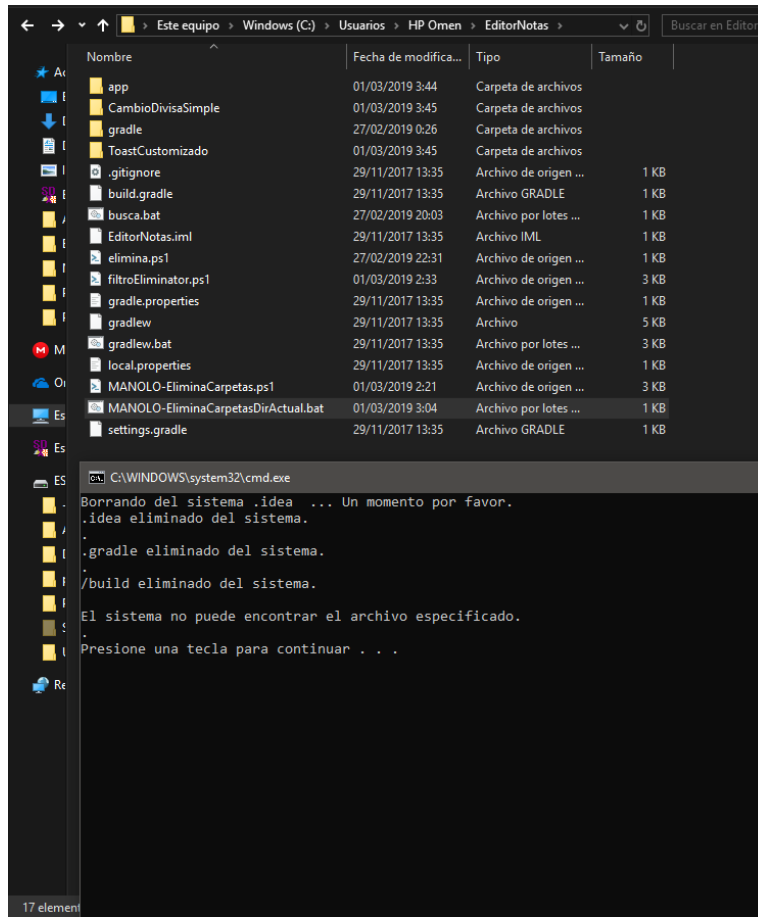 Este equipo > Windows (C:) > Usuarios > HP Omen > EditorNotas >
Buscar en Editor
Nombre Fecha de modifica... Tipo Tamaño
app 01/03/2019 3:44 Carpeta de archivos
CambioDivisaSimple 01/03/2019 3:45 Carpeta de archivos
gradle 27/02/2019 0:26 Carpeta de archivos
ToastCustomizado 01/03/2019 3:45 Carpeta de archivos
.gitignore 29/11/2017 13:35 Archivo de origen ... 1 KB
build.gradle 29/11/2017 13:35 Archivo GRADLE 1 KB
busca.bat 27/02/2019 20:03 Archivo por lotes ... 1 KB
EditorNotas.iml 29/11/2017 13:35 Archivo IML 1 KB
elimina.ps1 27/02/2019 22:31 Archivo de origen ... 1 KB
filtroEliminator.ps1 01/03/2019 2:33 Archivo de origen ... 3 KB
gradle.properties 29/11/2017 13:35 Archivo de origen ... 1 KB
gradlew 29/11/2017 13:35 Archivo 5 KB
gradlew.bat 29/11/2017 13:35 Archivo por lotes ... 3 KB
local.properties 29/11/2017 13:35 Archivo de origen ... 1 KB
MANOLO-EliminaCarpetas.ps1 01/03/2019 2:21 Archivo de origen ... 3 KB
MANOLO-EliminaCarpetasDirActual.bat 01/03/2019 3:04 Archivo por lotes ... 1 KB
settings.gradle 29/11/2017 13:35 Archivo GRADLE 1 KB
C:\WINDOWS\system32\cmd.exe
Borrando del sistema .idea  ... Un momento por favor.
.idea eliminado del sistema.
.
.gradle eliminado del sistema.
.
/build eliminado del sistema.
El sistema no puede encontrar el archivo especificado.
.
Presione una tecla para continuar . . .
17 element